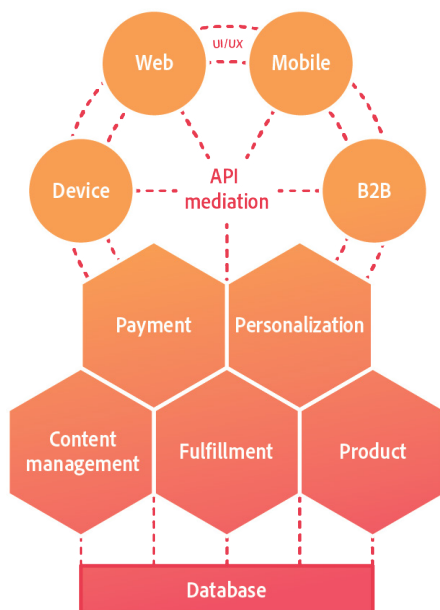 UI/UX
Web
Mobile
Device
API
mediation
B2B
Payment
Personalization
Content
management
Fulfillment
Product
Database